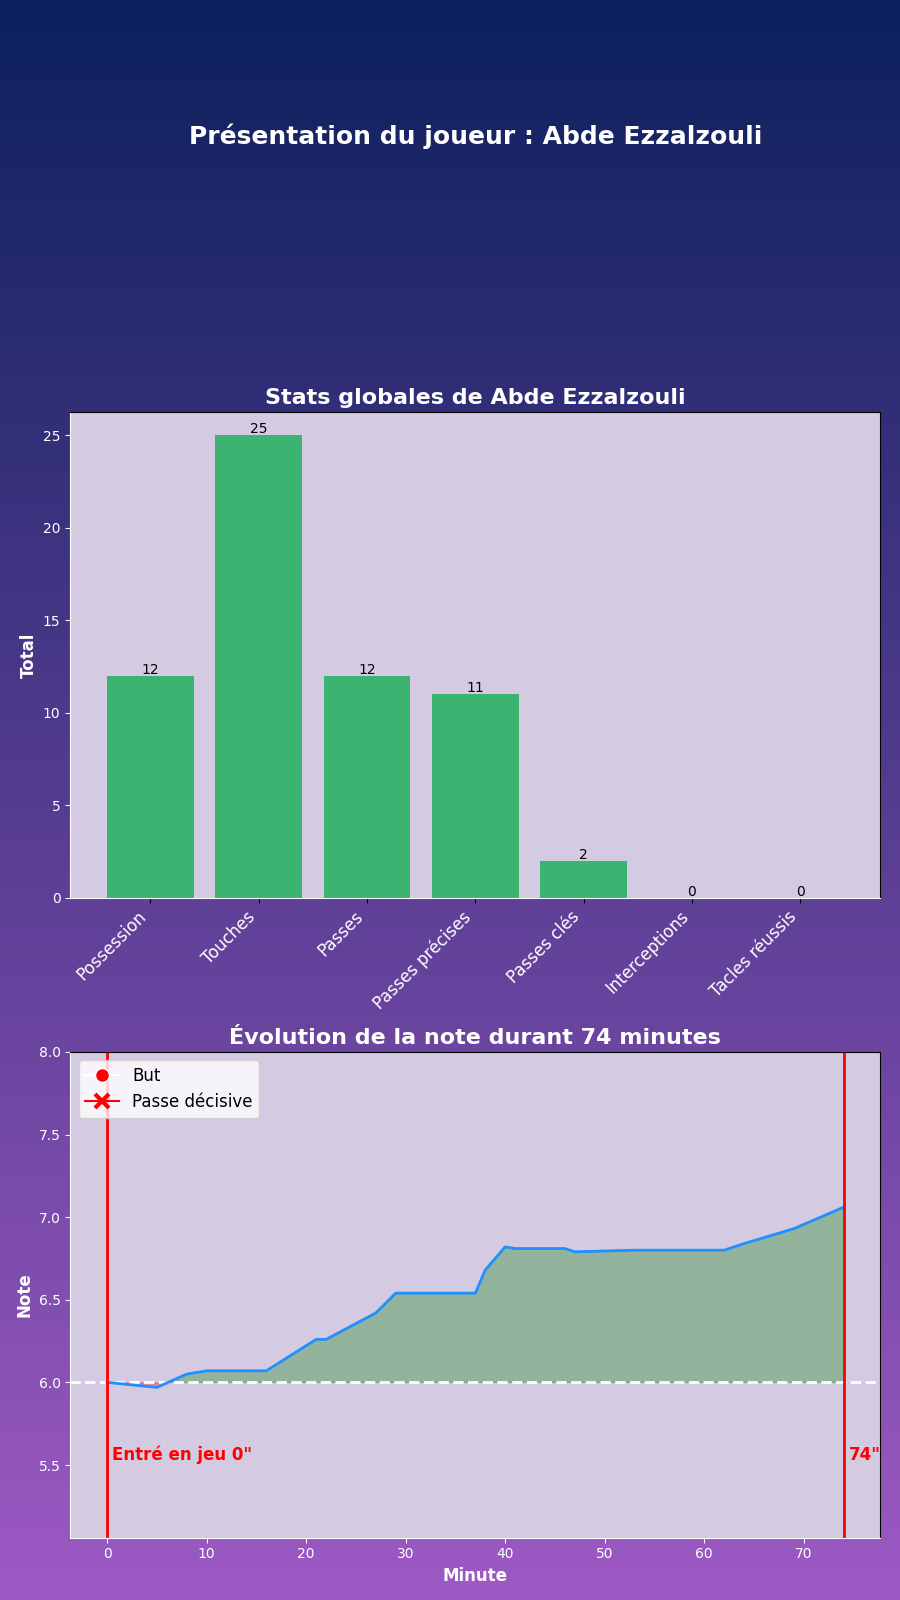 Présentation du joueur : Abde Ezzalzouli
Stats globales de Abde Ezzalzouli
Total
25
20
15
10
5
0
12
25
12
11
2
0
0
Possession
Touches
Passes
Passes précises
Passes clés
Interceptions
Tacles réussis
Évolution de la note durant 74 minutes
Note
8.0
7.5
7.0
6.5
6.0
5.5
But
Passe décisive
Entré en jeu 0"
74"
0
10
20
30
40
50
60
70
Minute